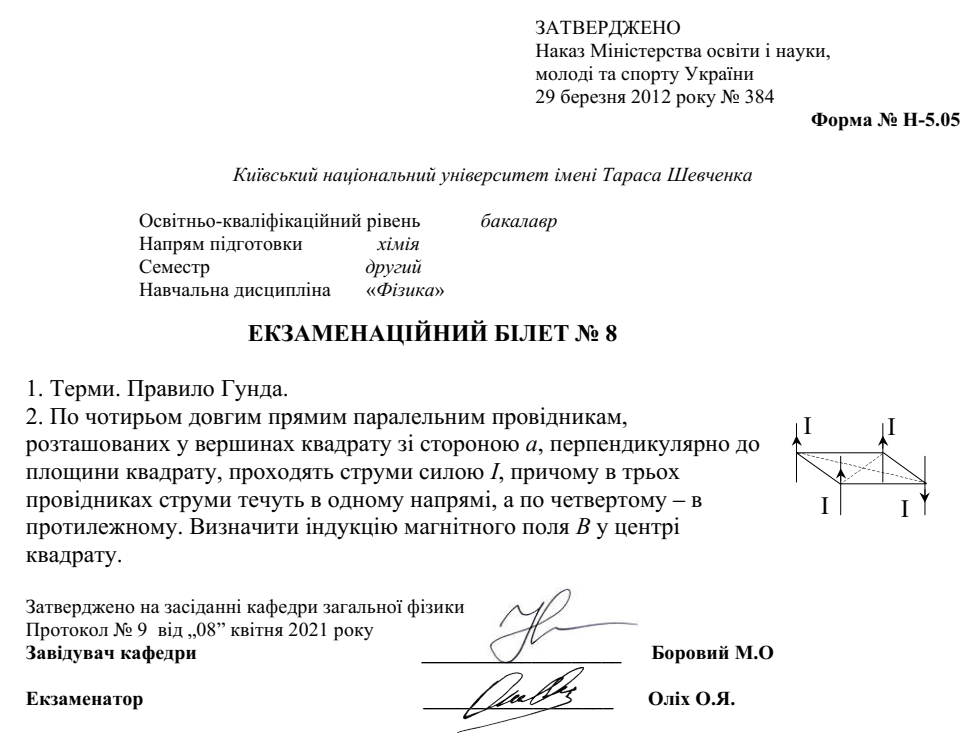 ЗАТВЕРДЖЕНО
Наказ Міністерства освіти і науки,
молоді та спорту України
29 березня 2012 року № 384
Форма № Н-5.05
Київський національний університет імені Тараса Шевченка
Освітньо-кваліфікаційний рівень бакалавр
Напрям підготовки хімія
Семестр другий
Навчальна дисципліна «Фізика»
ЕКЗАМЕНАЦІЙНИЙ БІЛЕТ № 8
1. Терми. Правило Гунда.
2. По чотирьом довгим прямим паралельним провідникам,
розташованих у вершинах квадрату зі стороною а, перпендикулярно до
площини квадрату, проходять струми силою I, причому в трьох
провідниках струми течуть в одному напрямі, а по четвертому – в
протилежному. Визначити індукцію магнітного поля B у центрі
квадрату.
I I
I I
Затверджено на засіданні кафедри загальної фізики
Протокол № 9 від „08” квітня 2021 року
Завідувач кафедри Боровий М.О
Екзаменатор Оліх О.Я.